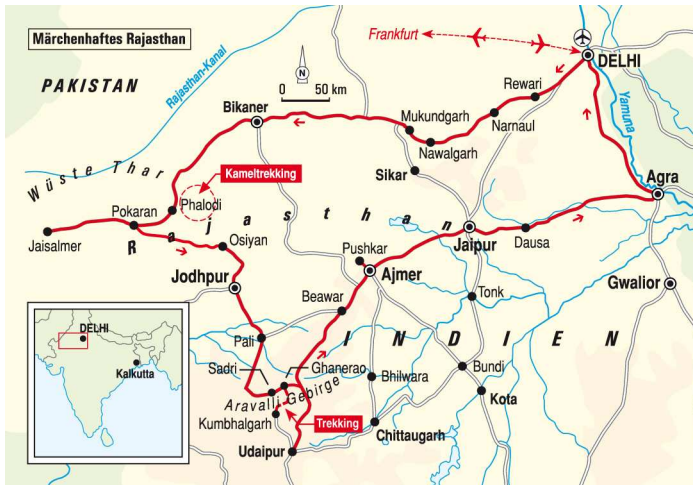 Märchenhaftes Rajasthan
Frankfurt
DELHI
PAKISTAN
Rajasthan-Kanal
N
0 50 km
Rewari
Yamuna
Bikaner
Mukundgarh
Narnaul
Nawalgarh
Wüste Thar
Kameltrekking
Sikar
Agra
Phalodi
Pokaran
Rajasthan
Jaisalmer
Osiyan
Pushkar
Jaipur
Dausa
Jodhpur
Ajmer
Gwalior
Beawar
Tonk
DELHI
INDIEN
Pali
Kalkutta
Sadri
Ghanerao
Bhilwara
Bundi
Aravalli Gebirge
Kota
Kumbhalgarh
Trekking
Chittaugarh
Udaipur